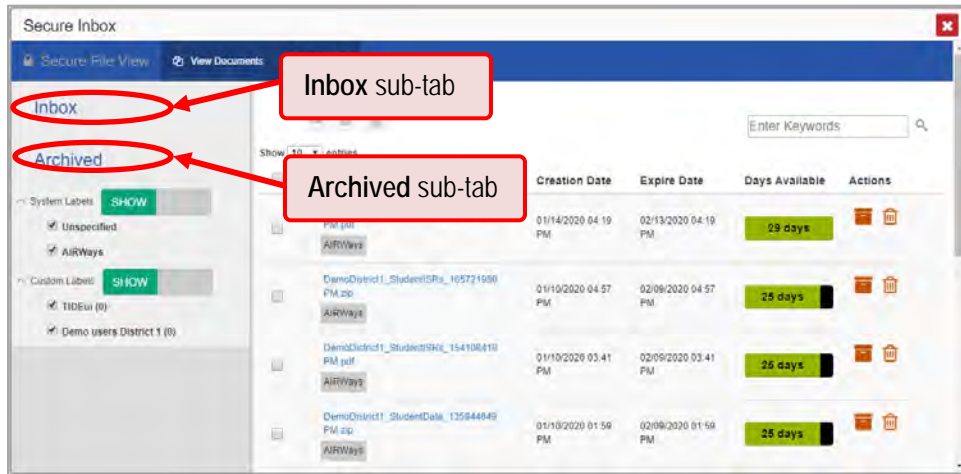 Secure Inbox
Secure File View View Documents
Inbox
Inbox sub-tab
Enter Keywords
Archived
Show 10 entries
Archived sub-tab
Creation Date Expire Date Days Available Actions
System Labels SHOW
Unspecified
AIRWays
PM.pdf
AIRWays
01/14/2020 04:19 PM
02/13/2020 04:19 PM
29 days
Custom Labels SHOW
TIDEui (0)
Demo users District 1 (0)
DemoDistrict1_StudentISRs_165721980
PM.zip
AIRWays
01/10/2020 04:57 PM
02/09/2020 04:57 PM
25 days
DemoDistrict1_StudentISRs_154108410
PM.pdf
AIRWays
01/10/2020 03:41 PM
02/09/2020 03:41 PM
25 days
DemoDistrict1_StudentData_135944849
PM.zip
AIRWays
01/10/2020 01:59 PM
02/09/2020 01:59 PM
25 days